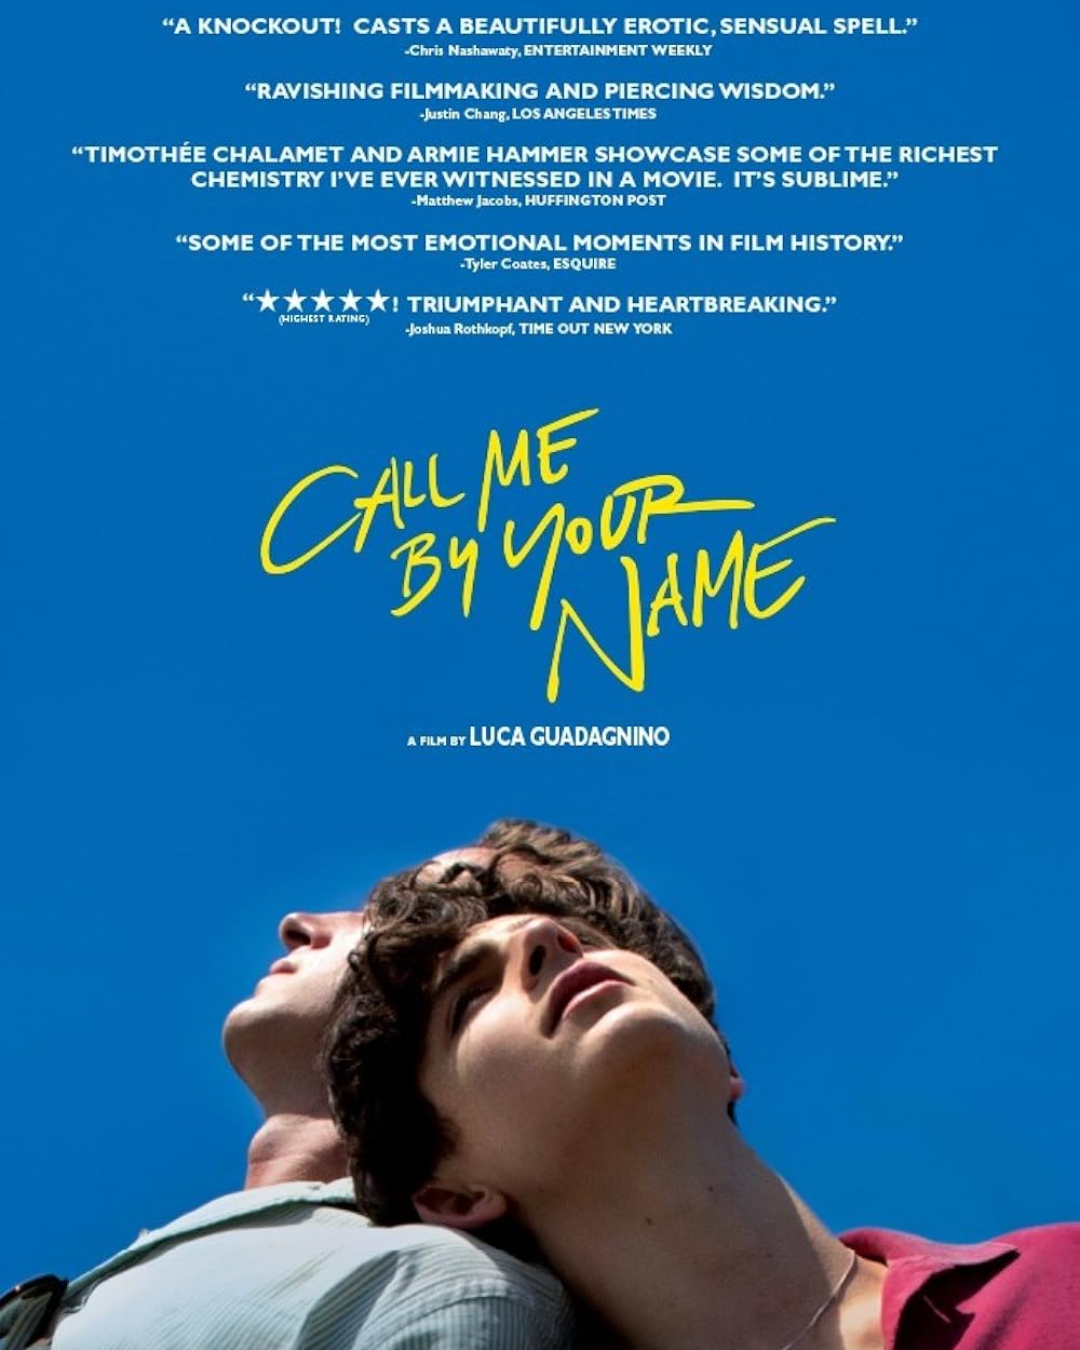 “A KNOCKOUT! CASTS A BEAUTIFULLY EROTIC, SENSUAL SPELL.”
-Chris Nashawaty, ENTERTAINMENT WEEKLY
“RAVISHING FILMMAKING AND PIERCING WISDOM.”
-Justin Chang, LOS ANGELES TIMES
“TIMOTHÉE CHALAMET AND ARMIE HAMMER SHOWCASE SOME OF THE RICHEST
CHEMISTRY I’VE EVER WITNESSED IN A MOVIE. IT’S SUBLIME.”
-Matthew Jacobs, HUFFINGTON POST
“SOME OF THE MOST EMOTIONAL MOMENTS IN FILM HISTORY.”
-Tyler Coates, ESQUIRE
“★★★★★! TRIUMPHANT AND HEARTBREAKING.”
(HIGHEST RATING)
-Joshua Rothkopf, TIME OUT NEW YORK
CALL ME
BY YOUR
NAME
A FILM BY LUCA GUADAGNINO